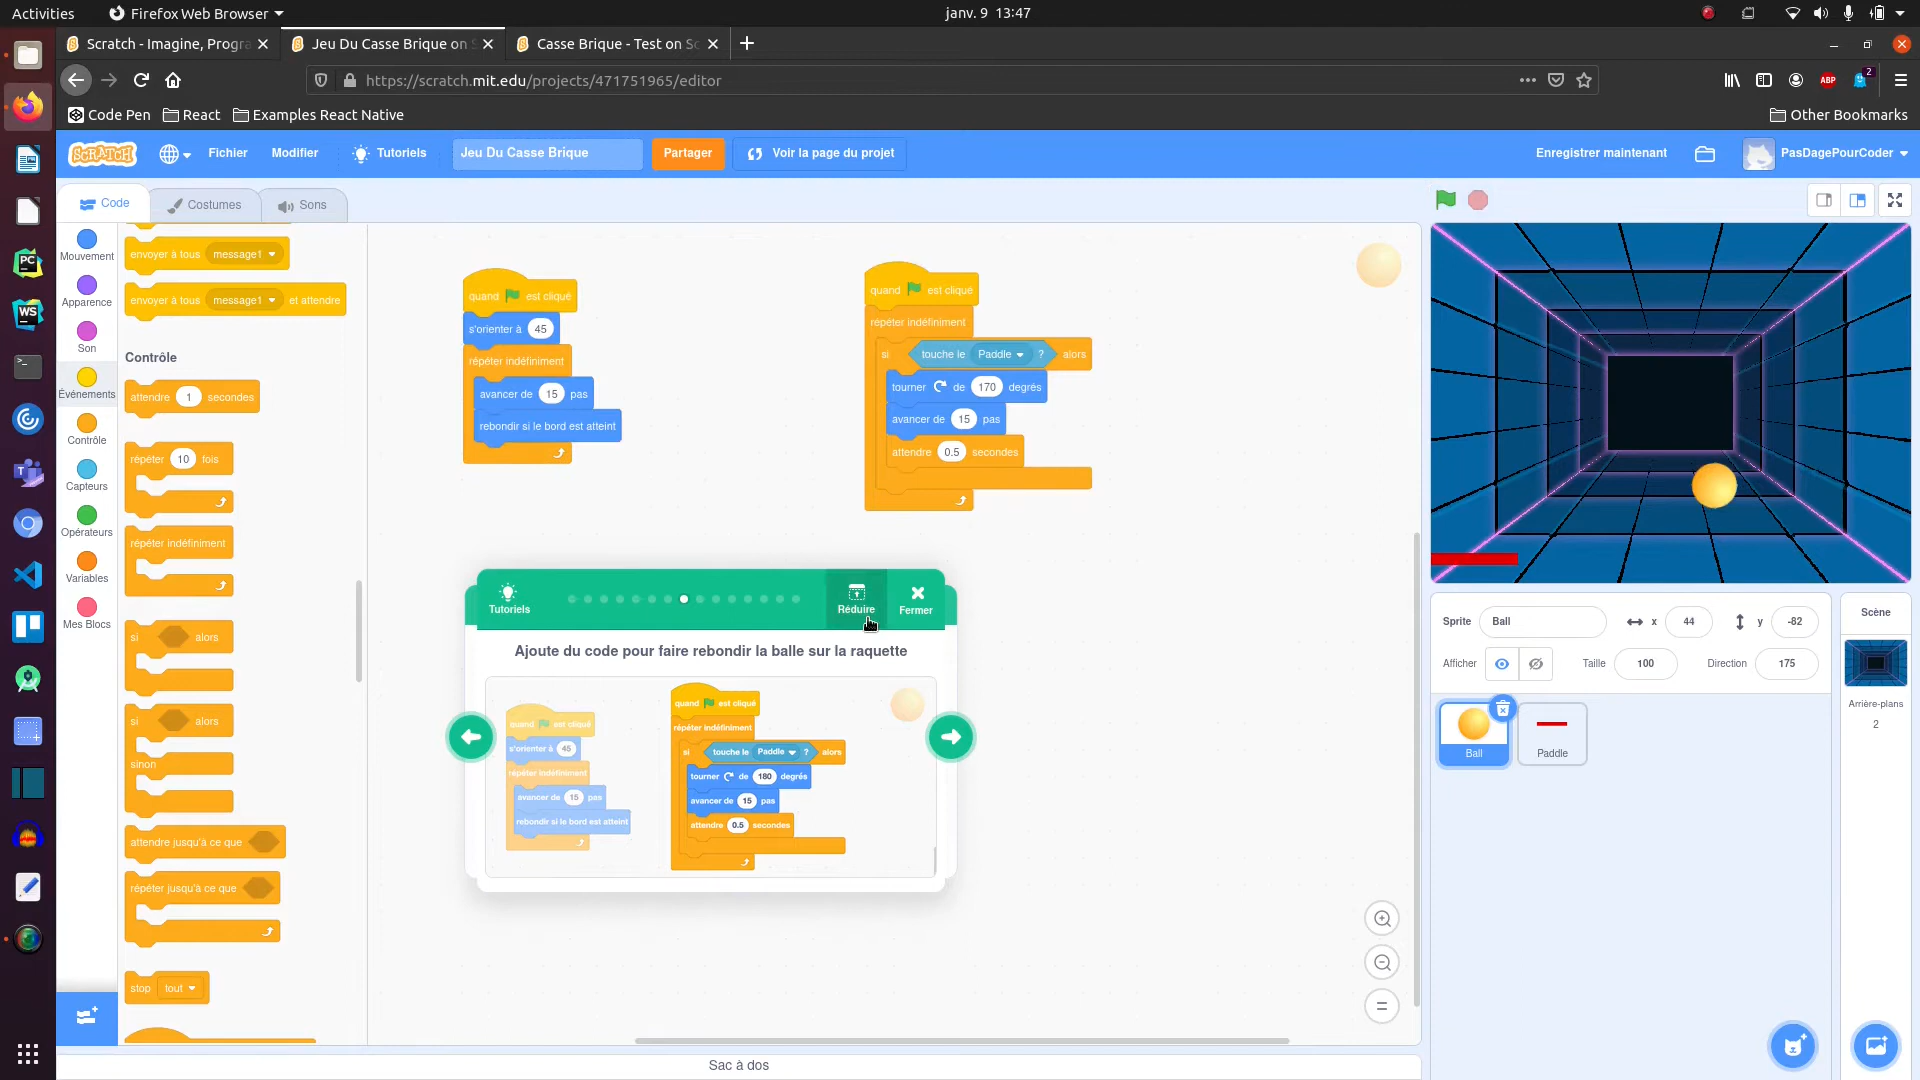 Activities
Firefox Web Browser
janv. 9 13:47
Scratch - Imagine, Progra
Jeu Du Casse Brique on S
Casse Brique - Test on Sc
https://scratch.mit.edu/projects/471751965/editor
ABP
2
Code Pen
React
Examples React Native
Other Bookmarks
SCRATCH
Fichier
Modifier
Tutoriels
Jeu Du Casse Brique
Partager
Voir la page du projet
Enregistrer maintenant
PasDagePourCoder
Code
Costumes
Sons
Mouvement
Apparence
Son
Événements
Contrôle
Capteurs
Opérateurs
Variables
Mes Blocs
envoyer à tous message1
envoyer à tous message1 et attendre
Contrôle
attendre 1 secondes
répéter 10 fois
répéter indéfiniment
si alors
si alors
sinon
attendre jusqu'à ce que
répéter jusqu'à ce que
stop tout
quand est cliqué
s'orienter à 45
répéter indéfiniment
avancer de 15 pas
rebondir si le bord est atteint
quand est cliqué
répéter indéfiniment
si touche le Paddle ? alors
tourner de 170 degrés
avancer de 15 pas
attendre 0.5 secondes
Tutoriels
Réduire
Fermer
Ajoute du code pour faire rebondir la balle sur la raquette
quand est cliqué
s'orienter à 45
répéter indéfiniment
avancer de 15 pas
rebondir si le bord est atteint
quand est cliqué
répéter indéfiniment
si touche le Paddle ? alors
tourner de 180 degrés
avancer de 15 pas
attendre 0.5 secondes
Sprite
Ball
x
44
y
-82
Afficher
Taille
100
Direction
175
Ball
Paddle
Scène
Arrière-plans
2
Sac à dos
PC
WS